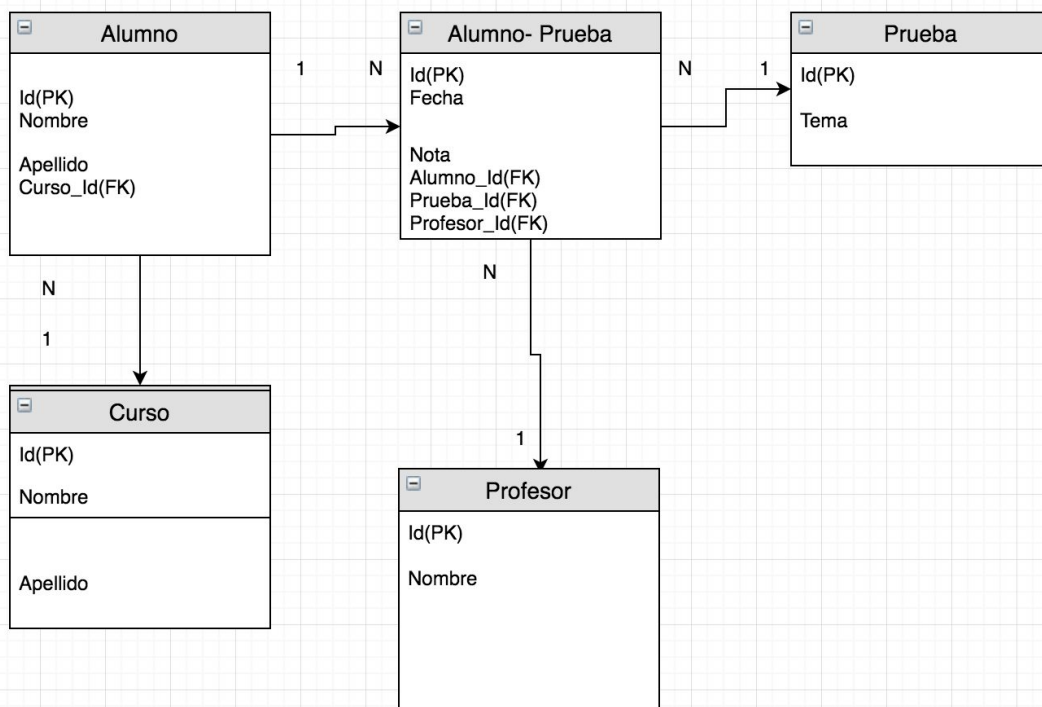 Alumno
Id(PK)
Nombre
Apellido
Curso_Id(FK)
1
N
Alumno- Prueba
Id(PK)
Fecha
Nota
Alumno_Id(FK)
Prueba_Id(FK)
Profesor_Id(FK)
N
1
Prueba
Id(PK)
Tema
N
1
Curso
Id(PK)
Nombre
Apellido
N
1
Profesor
Id(PK)
Nombre